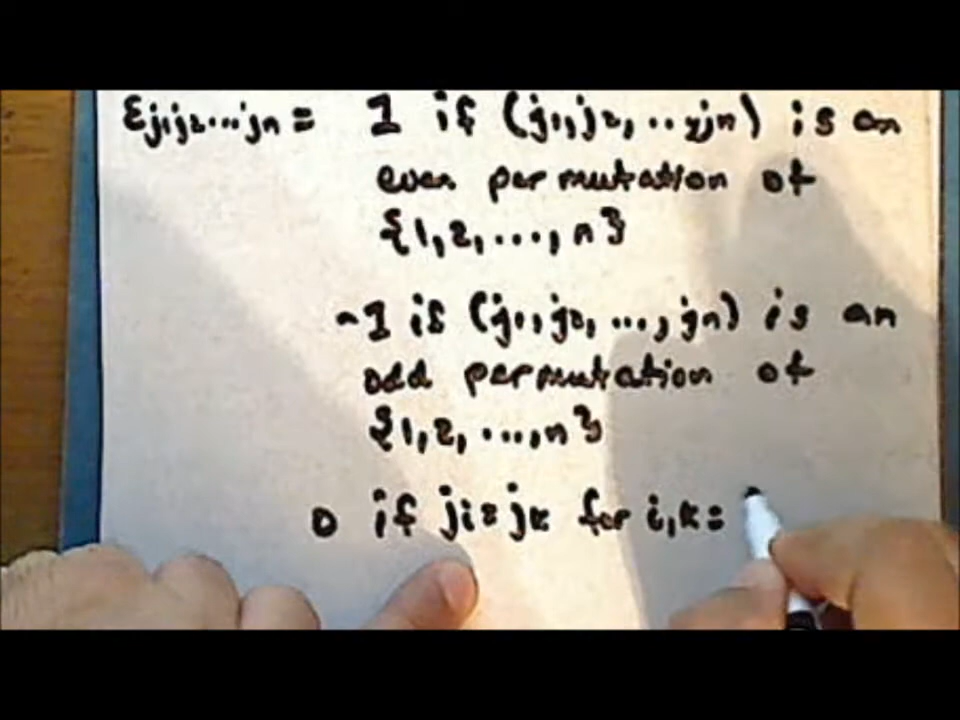 εj₁j₂...jn = 1 if (j₁,j₂,...,jn) is an
even permutation of
{1,2,...,n}
-1 if (j₁,j₂,...,jn) is an
odd permutation of
{1,2,...,n}
0 if ji=jk for i,k=